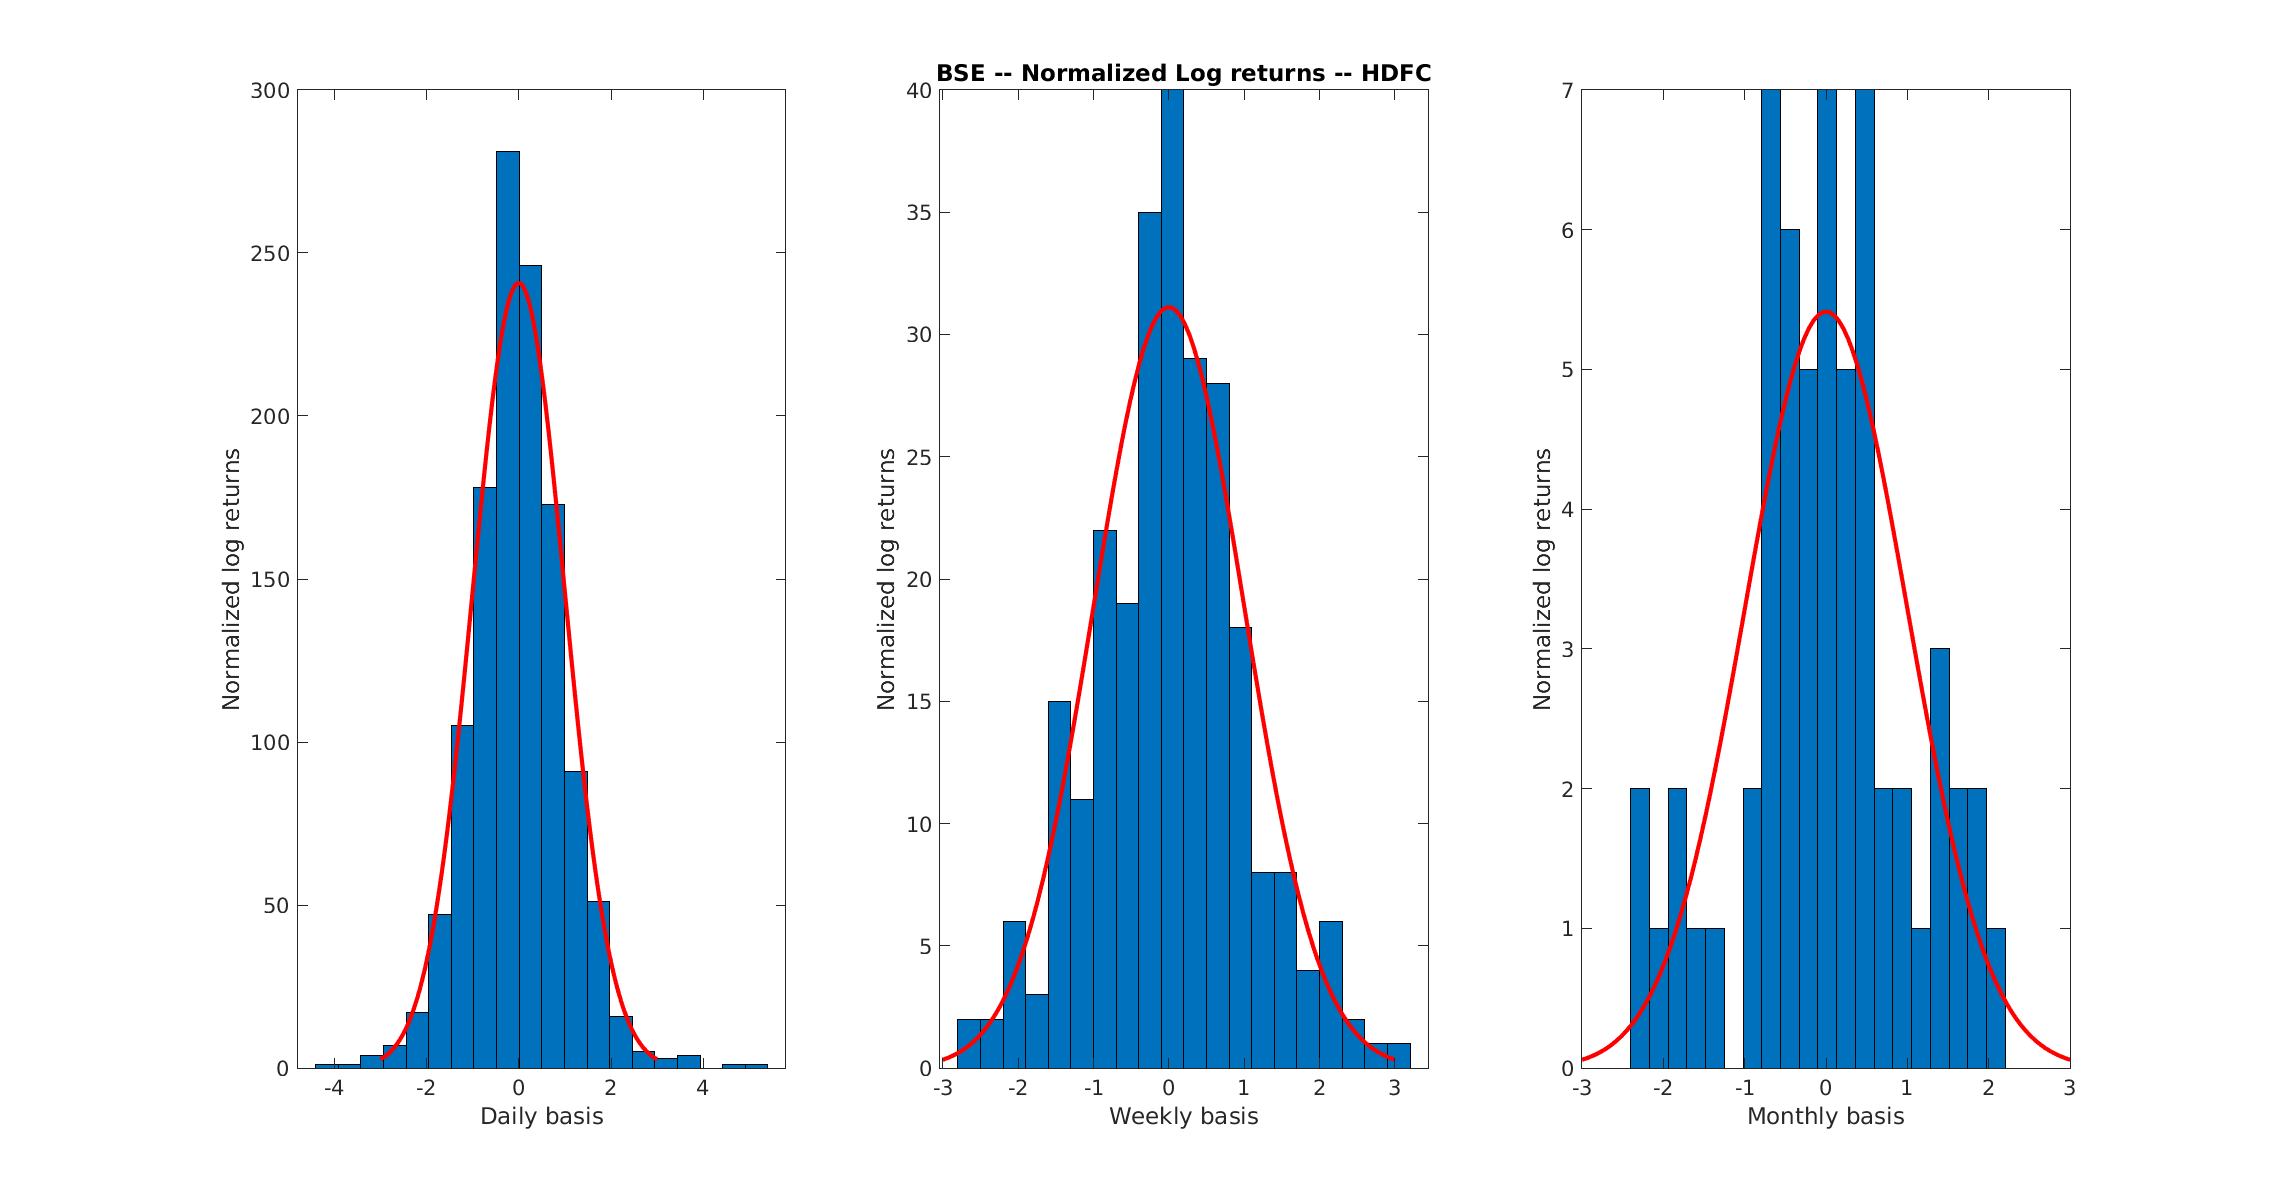 BSE -- Normalized Log returns -- HDFC
300
250
200
150
100
50
0
Normalized log returns
-4 -2 0 2 4
Daily basis
40
35
30
25
20
15
10
5
0
Normalized log returns
-3 -2 -1 0 1 2 3
Weekly basis
7
6
5
4
3
2
1
0
Normalized log returns
-3 -2 -1 0 1 2 3
Monthly basis